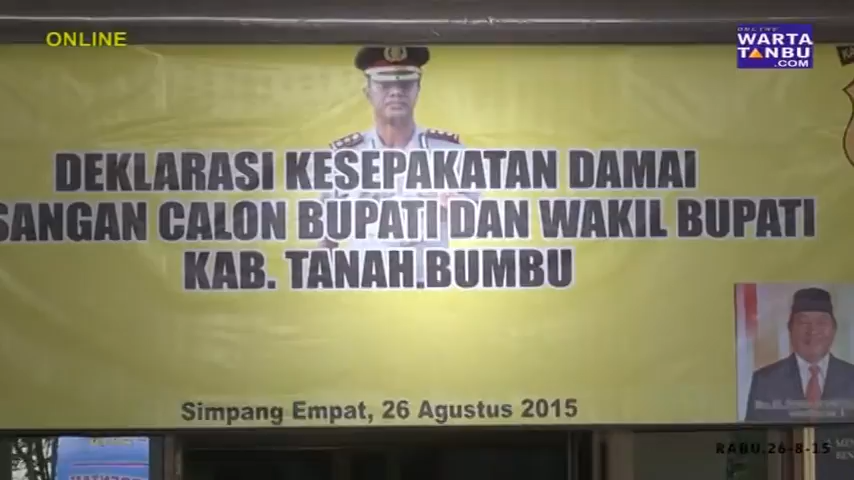 ONLINE
ONLINE
WARTA
TANBU
.COM
DEKLARASI KESEPAKATAN DAMAI
SANGAN CALON BUPATI DAN WAKIL BUPATI
KAB. TANAH.BUMBU
Simpang Empat, 26 Agustus 2015
RABU.26-8-15